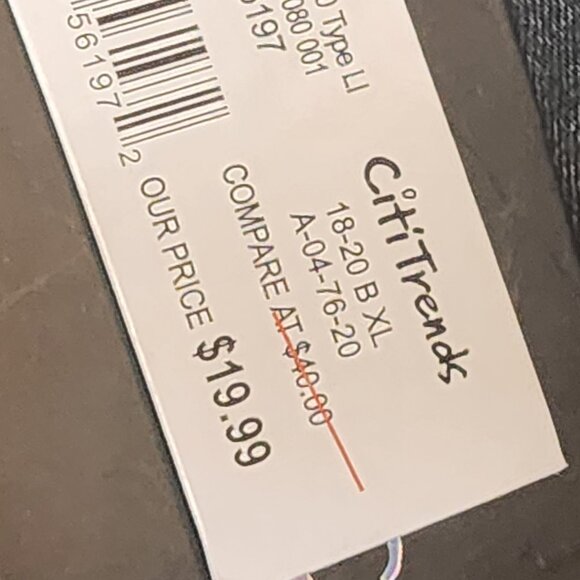 Type LI
080 001
197
56197 2
CitiTrends
18-20 B XL
A-04-76-20
COMPARE AT $40.00
OUR PRICE $19.99